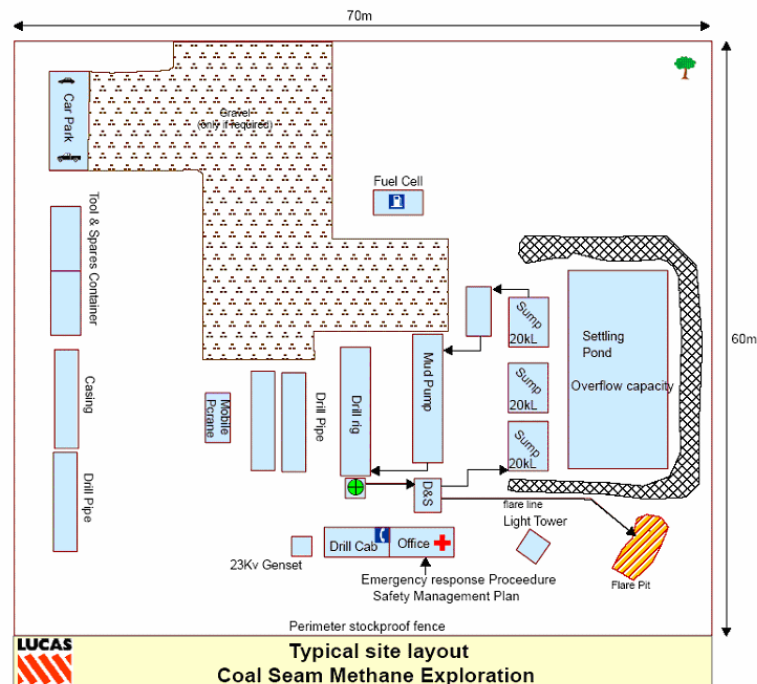 70m
Car Park
Gravel
(only if required)
Fuel Cell
Tool & Spares Container
60m
Sump
20kL
Settling
Pond
Overflow capacity
Sump
20kL
Sump
20kL
Mud Pump
Drill rig
Drill Pipe
Mobile
Pcrane
Casing
Drill Pipe
D&S
flare line
Light Tower
Drill Cab
Office
23Kv Genset
Flare Pit
Emergency response Proceedure
Safety Management Plan
Perimeter stockproof fence
LUCAS
Typical site layout
Coal Seam Methane Exploration